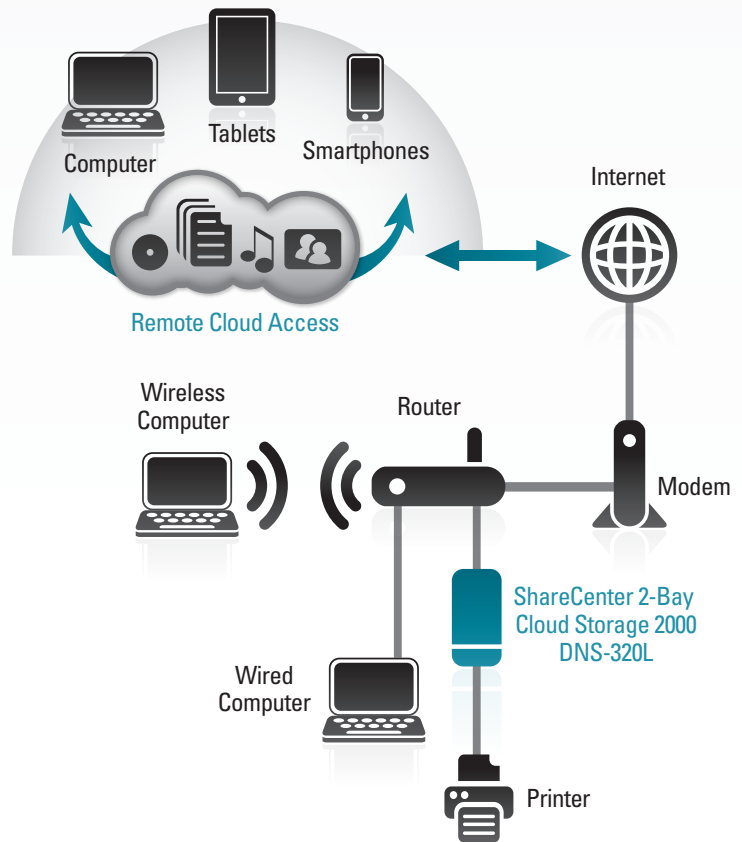 Computer
Tablets
Smartphones
Remote Cloud Access
Internet
Wireless
Computer
Router
Modem
ShareCenter 2-Bay
Cloud Storage 2000
DNS-320L
Wired
Computer
Printer